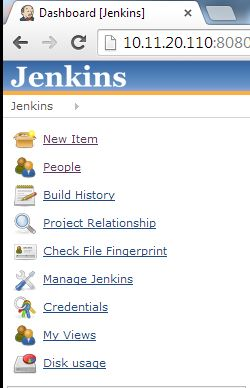 Dashboard [Jenkins]
10.11.20.110:8080
Jenkins
Jenkins
New Item
People
Build History
Project Relationship
Check File Fingerprint
Manage Jenkins
Credentials
My Views
Disk usage